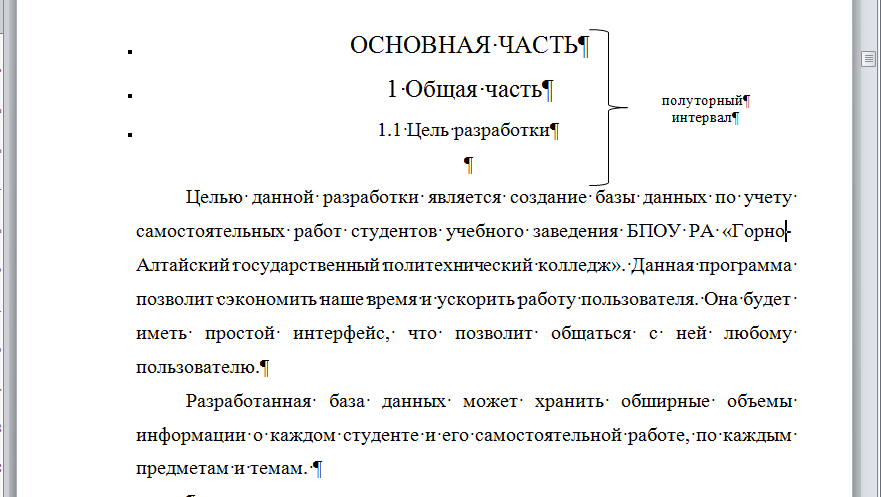 ОСНОВНАЯ ЧАСТЬ¶
1 Общая часть¶
1.1 Цель разработки¶
¶
полуторный¶
интервал¶
Целью данной разработки является создание базы данных по учету
самостоятельных работ студентов учебного заведения БПОУ РА «Горно-
Алтайский государственный политехнический колледж». Данная программа
позволит сэкономить наше время и ускорить работу пользователя. Она будет
иметь простой интерфейс, что позволит общаться с ней любому
пользователю.¶
Разработанная база данных может хранить обширные объемы
информации о каждом студенте и его самостоятельной работе, по каждым
предметам и темам. ¶